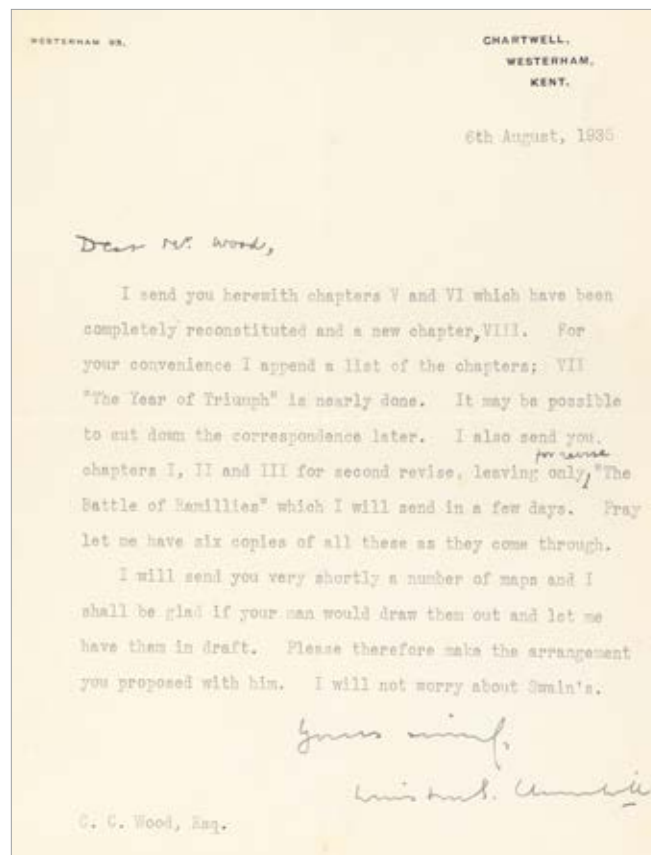 WESTERHAM 93.
CHARTWELL,
WESTERHAM,
KENT.
6th August, 1935
Dear Mr. Wood,
I send you herewith chapters V and VI which have been
completely reconstituted and a new chapter, VIII. For
your convenience I append a list of the chapters; VII
"The Year of Triumph" is nearly done. It may be possible
to cut down the correspondence later. I also send you
for revise
chapters I, II and III for second revise, leaving only, "The
Battle of Ramillies" which I will send in a few days. Pray
let me have six copies of all these as they come through.
I will send you very shortly a number of maps and I
shall be glad if your man would draw them out and let me
have them in draft. Please therefore make the arrangement
you proposed with him. I will not worry about Swain's.
Yours sincerely,
Winston S. Churchill
C. C. Wood, Esq.